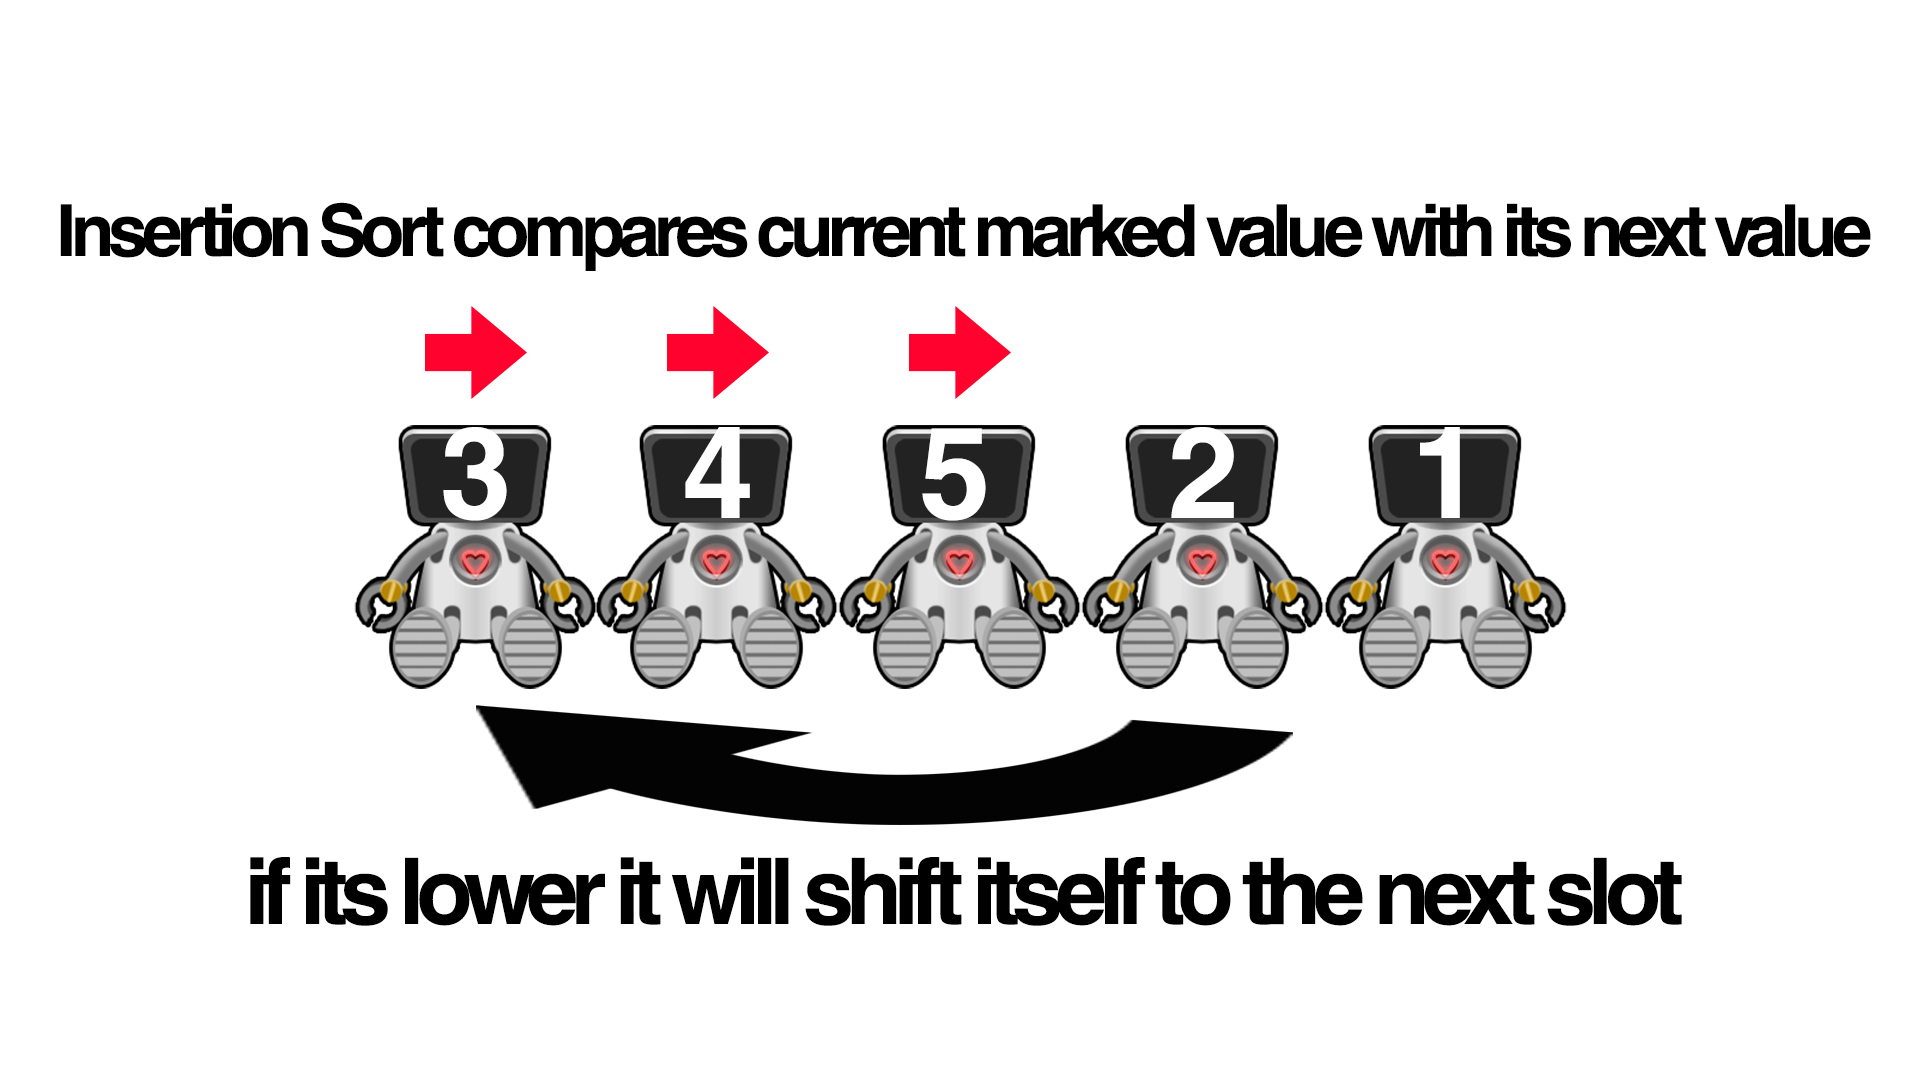 Insertion Sort compares current marked value with its next value
3 4 5 2 1
if its lower it will shift itself to the next slot